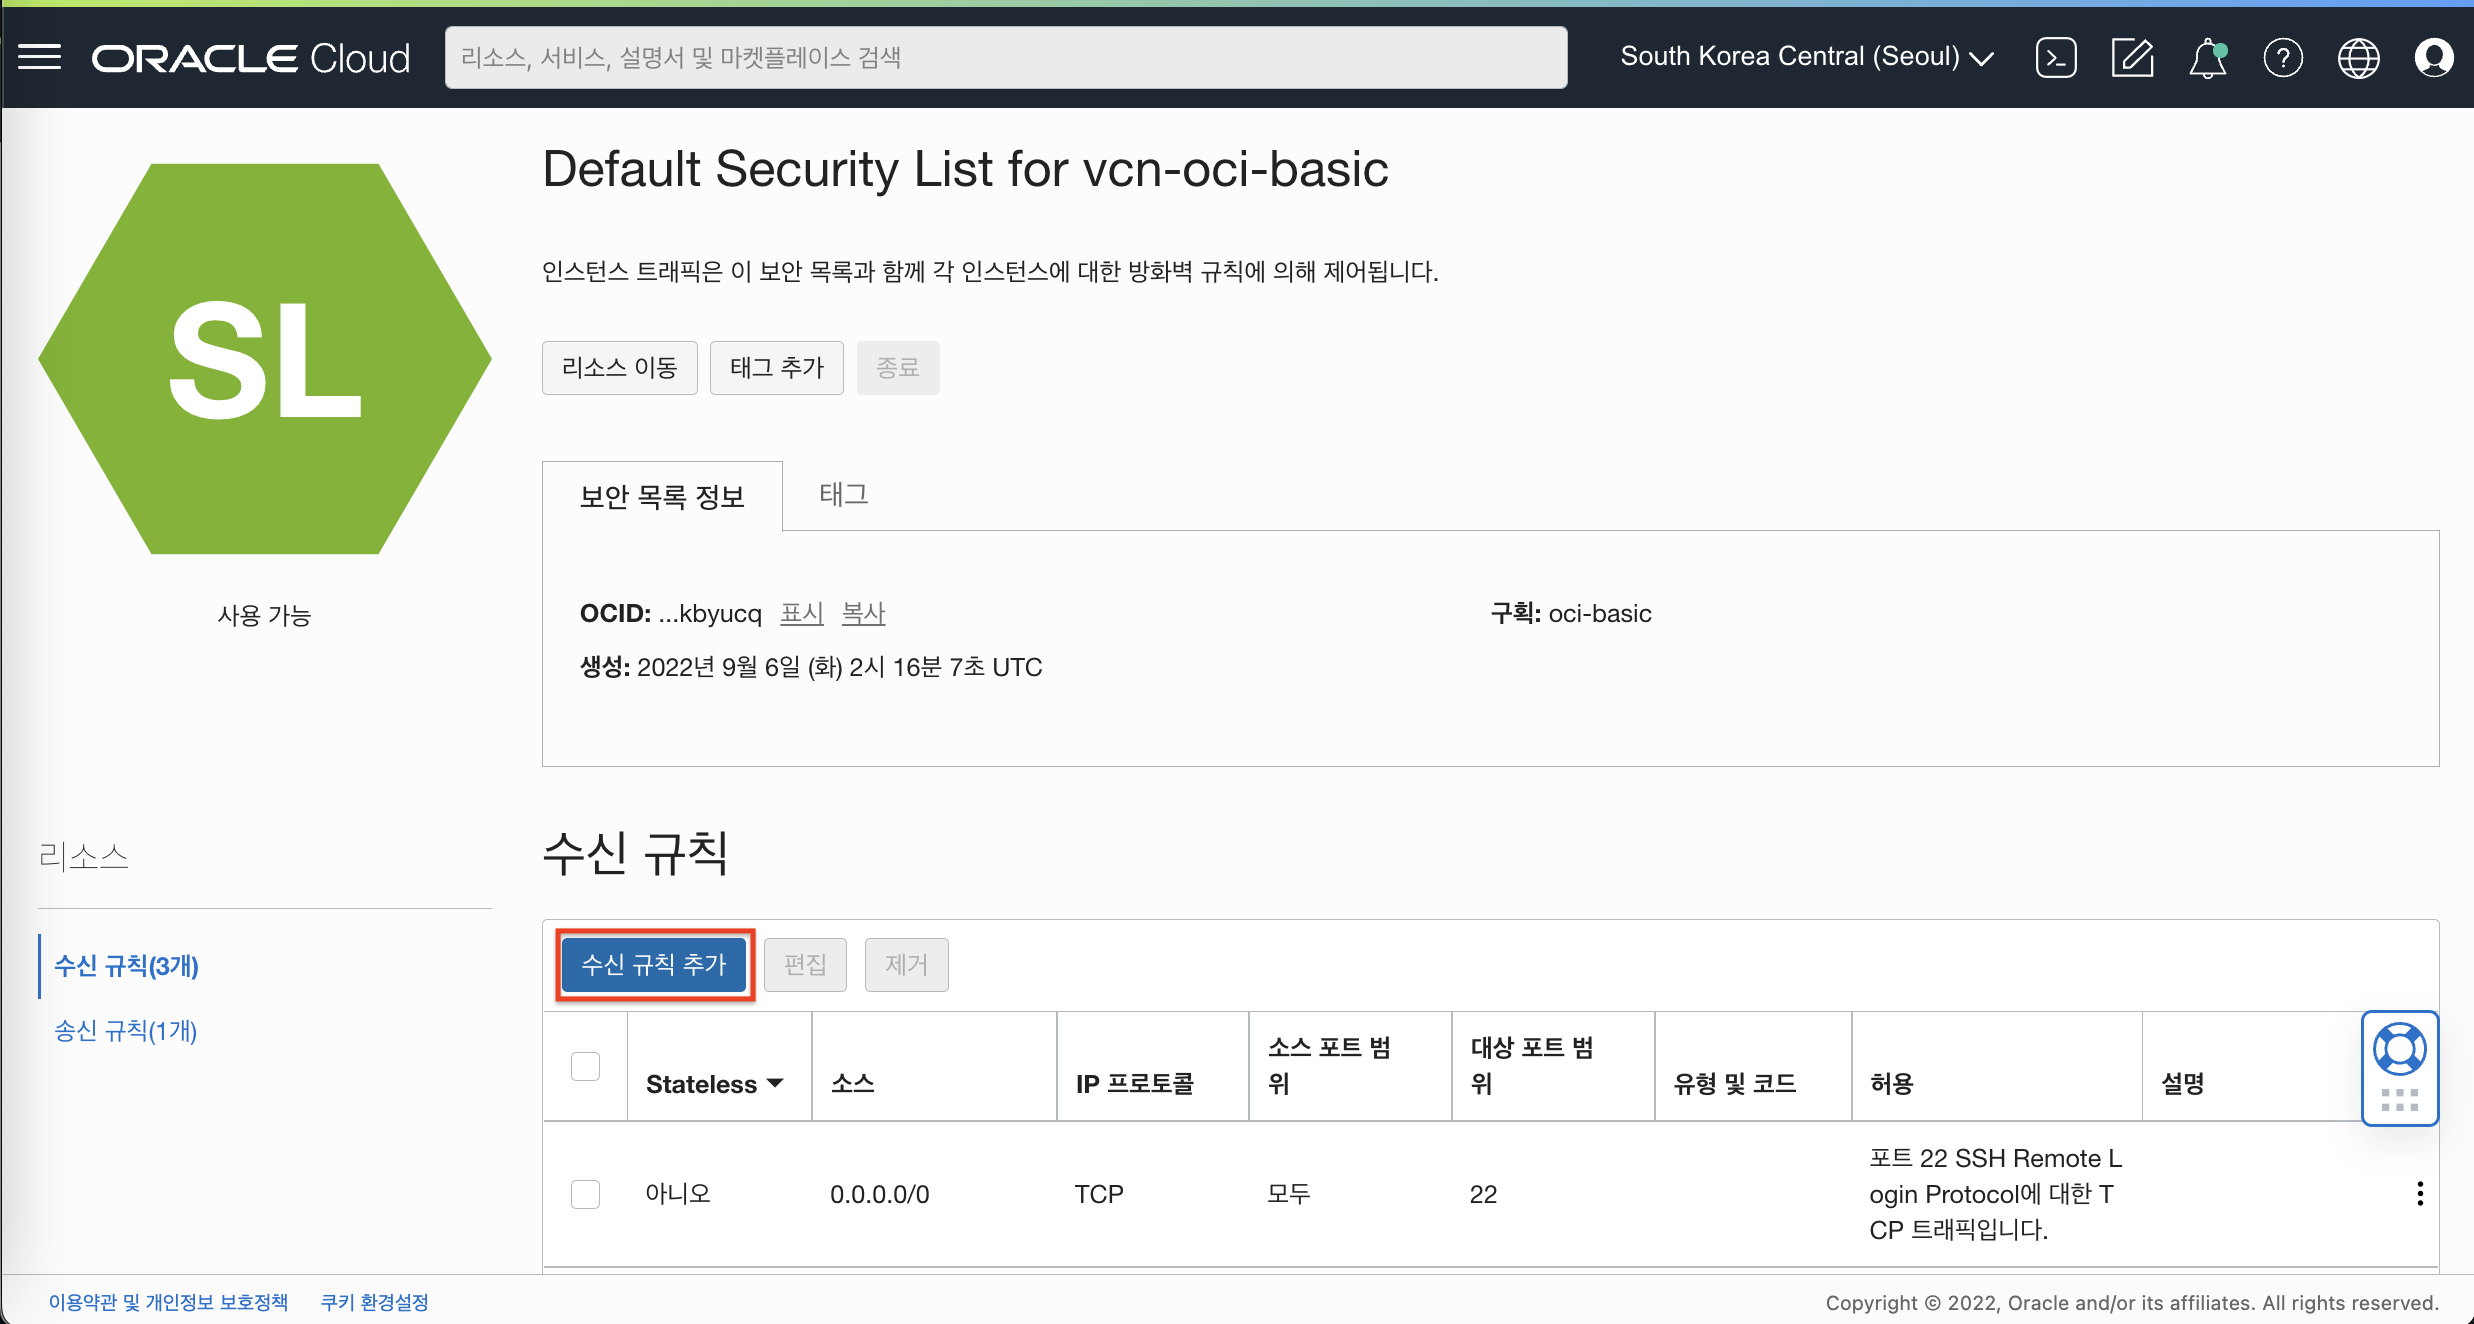 ORACLE Cloud
리소스, 서비스, 설명서 및 마켓플레이스 검색
South Korea Central (Seoul)
SL
사용 가능
Default Security List for vcn-oci-basic
인스턴스 트래픽은 이 보안 목록과 함께 각 인스턴스에 대한 방화벽 규칙에 의해 제어됩니다.
리소스 이동
태그 추가
종료
보안 목록 정보
태그
OCID: ...kbyucq 표시 복사
구획: oci-basic
생성: 2022년 9월 6일 (화) 2시 16분 7초 UTC
리소스
수신 규칙(3개)
송신 규칙(1개)
수신 규칙
수신 규칙 추가
편집
제거
Stateless
소스
IP 프로토콜
소스 포트 범
위
대상 포트 범
위
유형 및 코드
허용
설명
아니오
0.0.0.0/0
TCP
모두
22
포트 22 SSH Remote L
ogin Protocol에 대한 T
CP 트래픽입니다.
이용약관 및 개인정보 보호정책
쿠키 환경설정
Copyright © 2022, Oracle and/or its affiliates. All rights reserved.